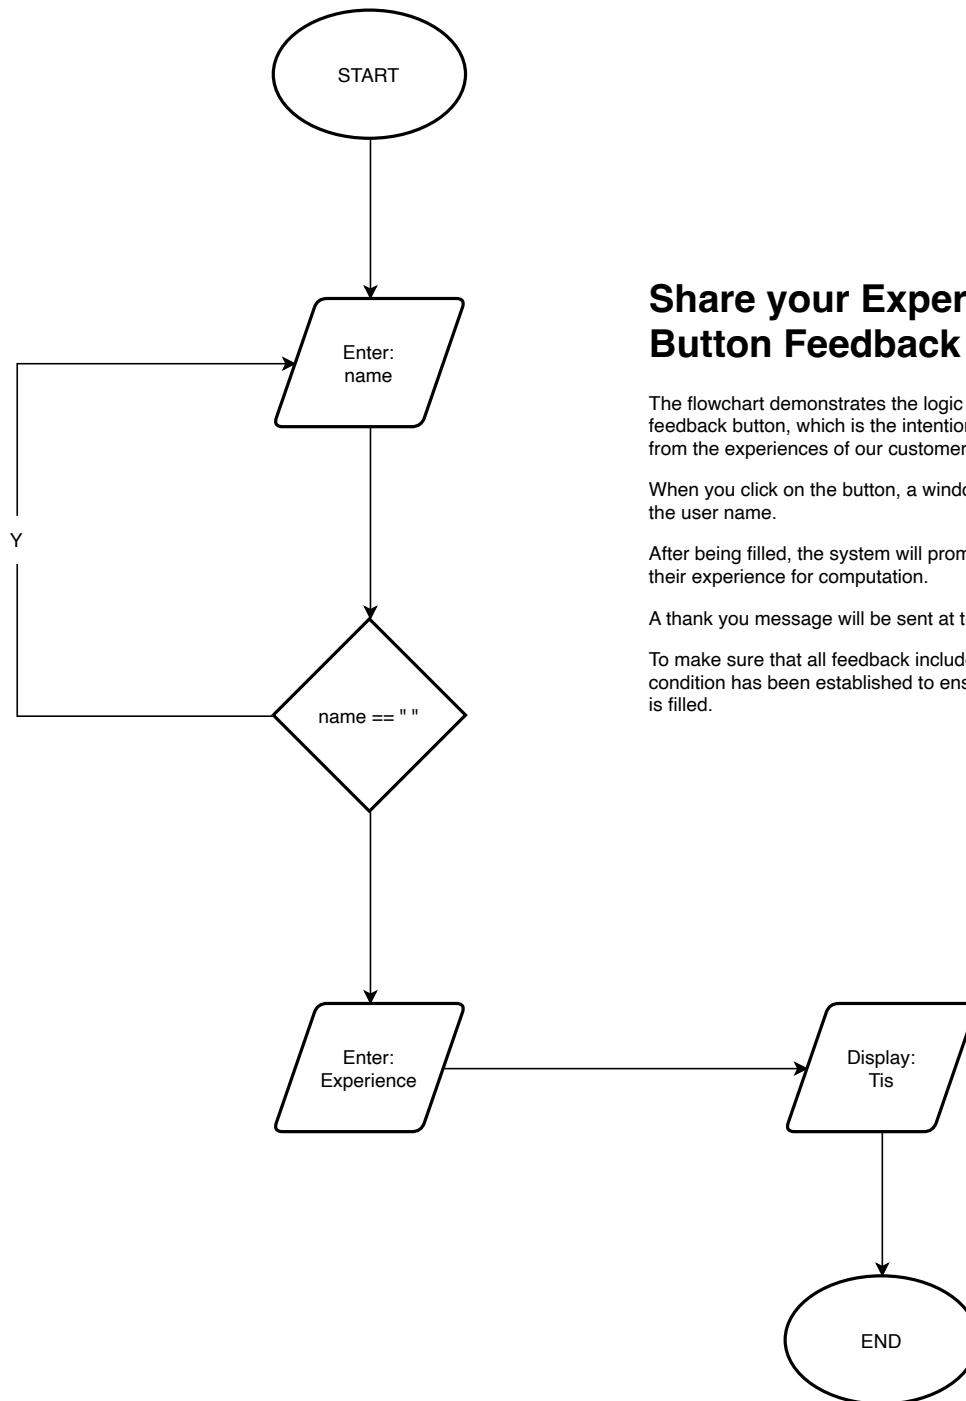 START
Enter:
name
Y
name == " "
Enter:
Experience
Display:
Tis
END
Share your Exper
Button Feedback
The flowchart demonstrates the logic
feedback button, which is the intention
from the experiences of our customer
When you click on the button, a windo
the user name.
After being filled, the system will prom
their experience for computation.
A thank you message will be sent at t
To make sure that all feedback include
condition has been established to ens
is filled.